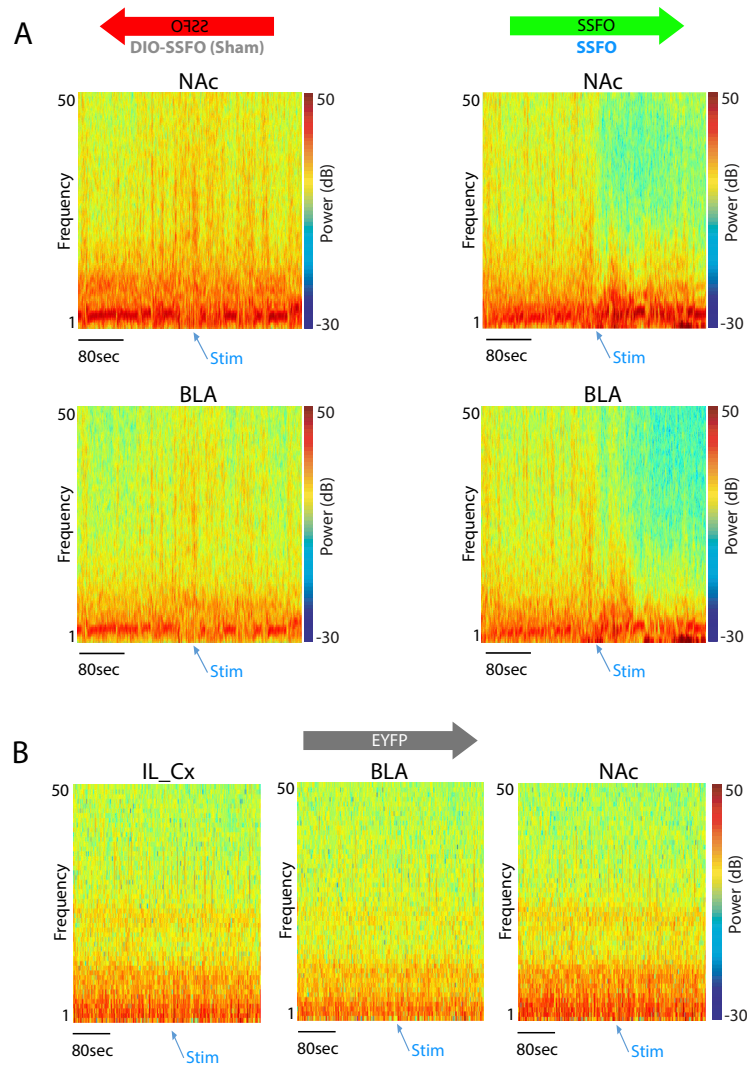 A
SSFO
DIO-SSFO (Sham)
SSFO
SSFO
NAc
50
Frequency
1
50
Power (dB)
-30
80sec
Stim
NAc
50
Frequency
1
50
Power (dB)
-30
80sec
Stim
BLA
50
Frequency
1
50
Power (dB)
-30
80sec
Stim
BLA
50
Frequency
1
50
Power (dB)
-30
80sec
Stim
B
EYFP
IL_Cx
50
Frequency
1
80sec
Stim
BLA
50
Frequency
1
80sec
Stim
NAc
50
Frequency
1
50
Power (dB)
-30
80sec
Stim